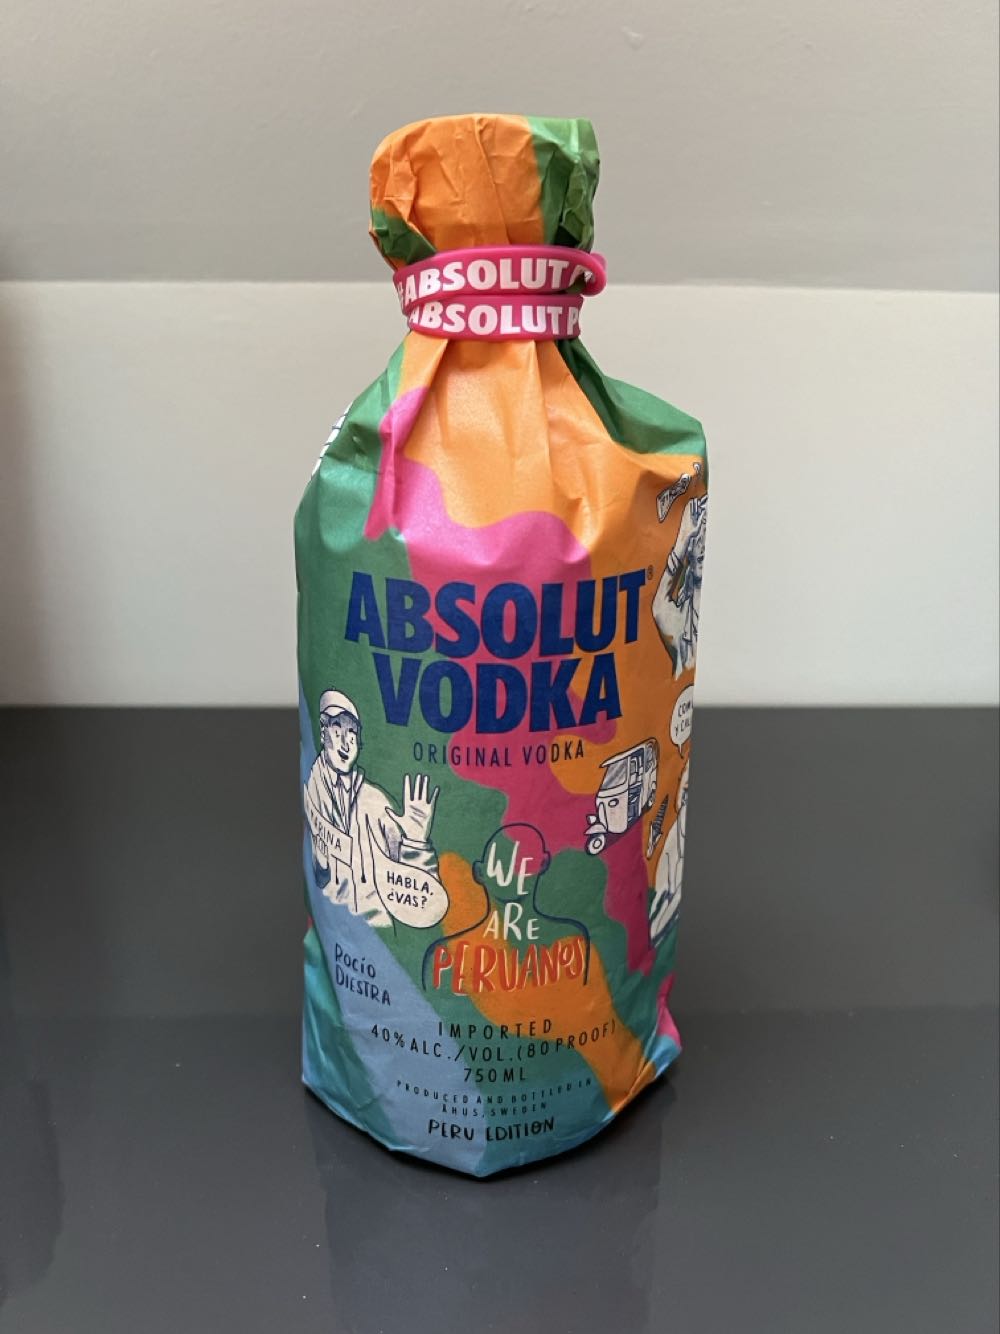 #ABSOLUT
ABSOLUT
ABSOLUT®
VODKA
ORIGINAL VODKA
HABLA,
¿VAS?
WE
ARE
PERUANOS
ROCÍO
DIESTRA
IMPORTED
40% ALC./VOL.(80 PROOF)
750ML
PRODUCED AND BOTTLED IN
ÅHUS, SWEDEN
PERU EDITION